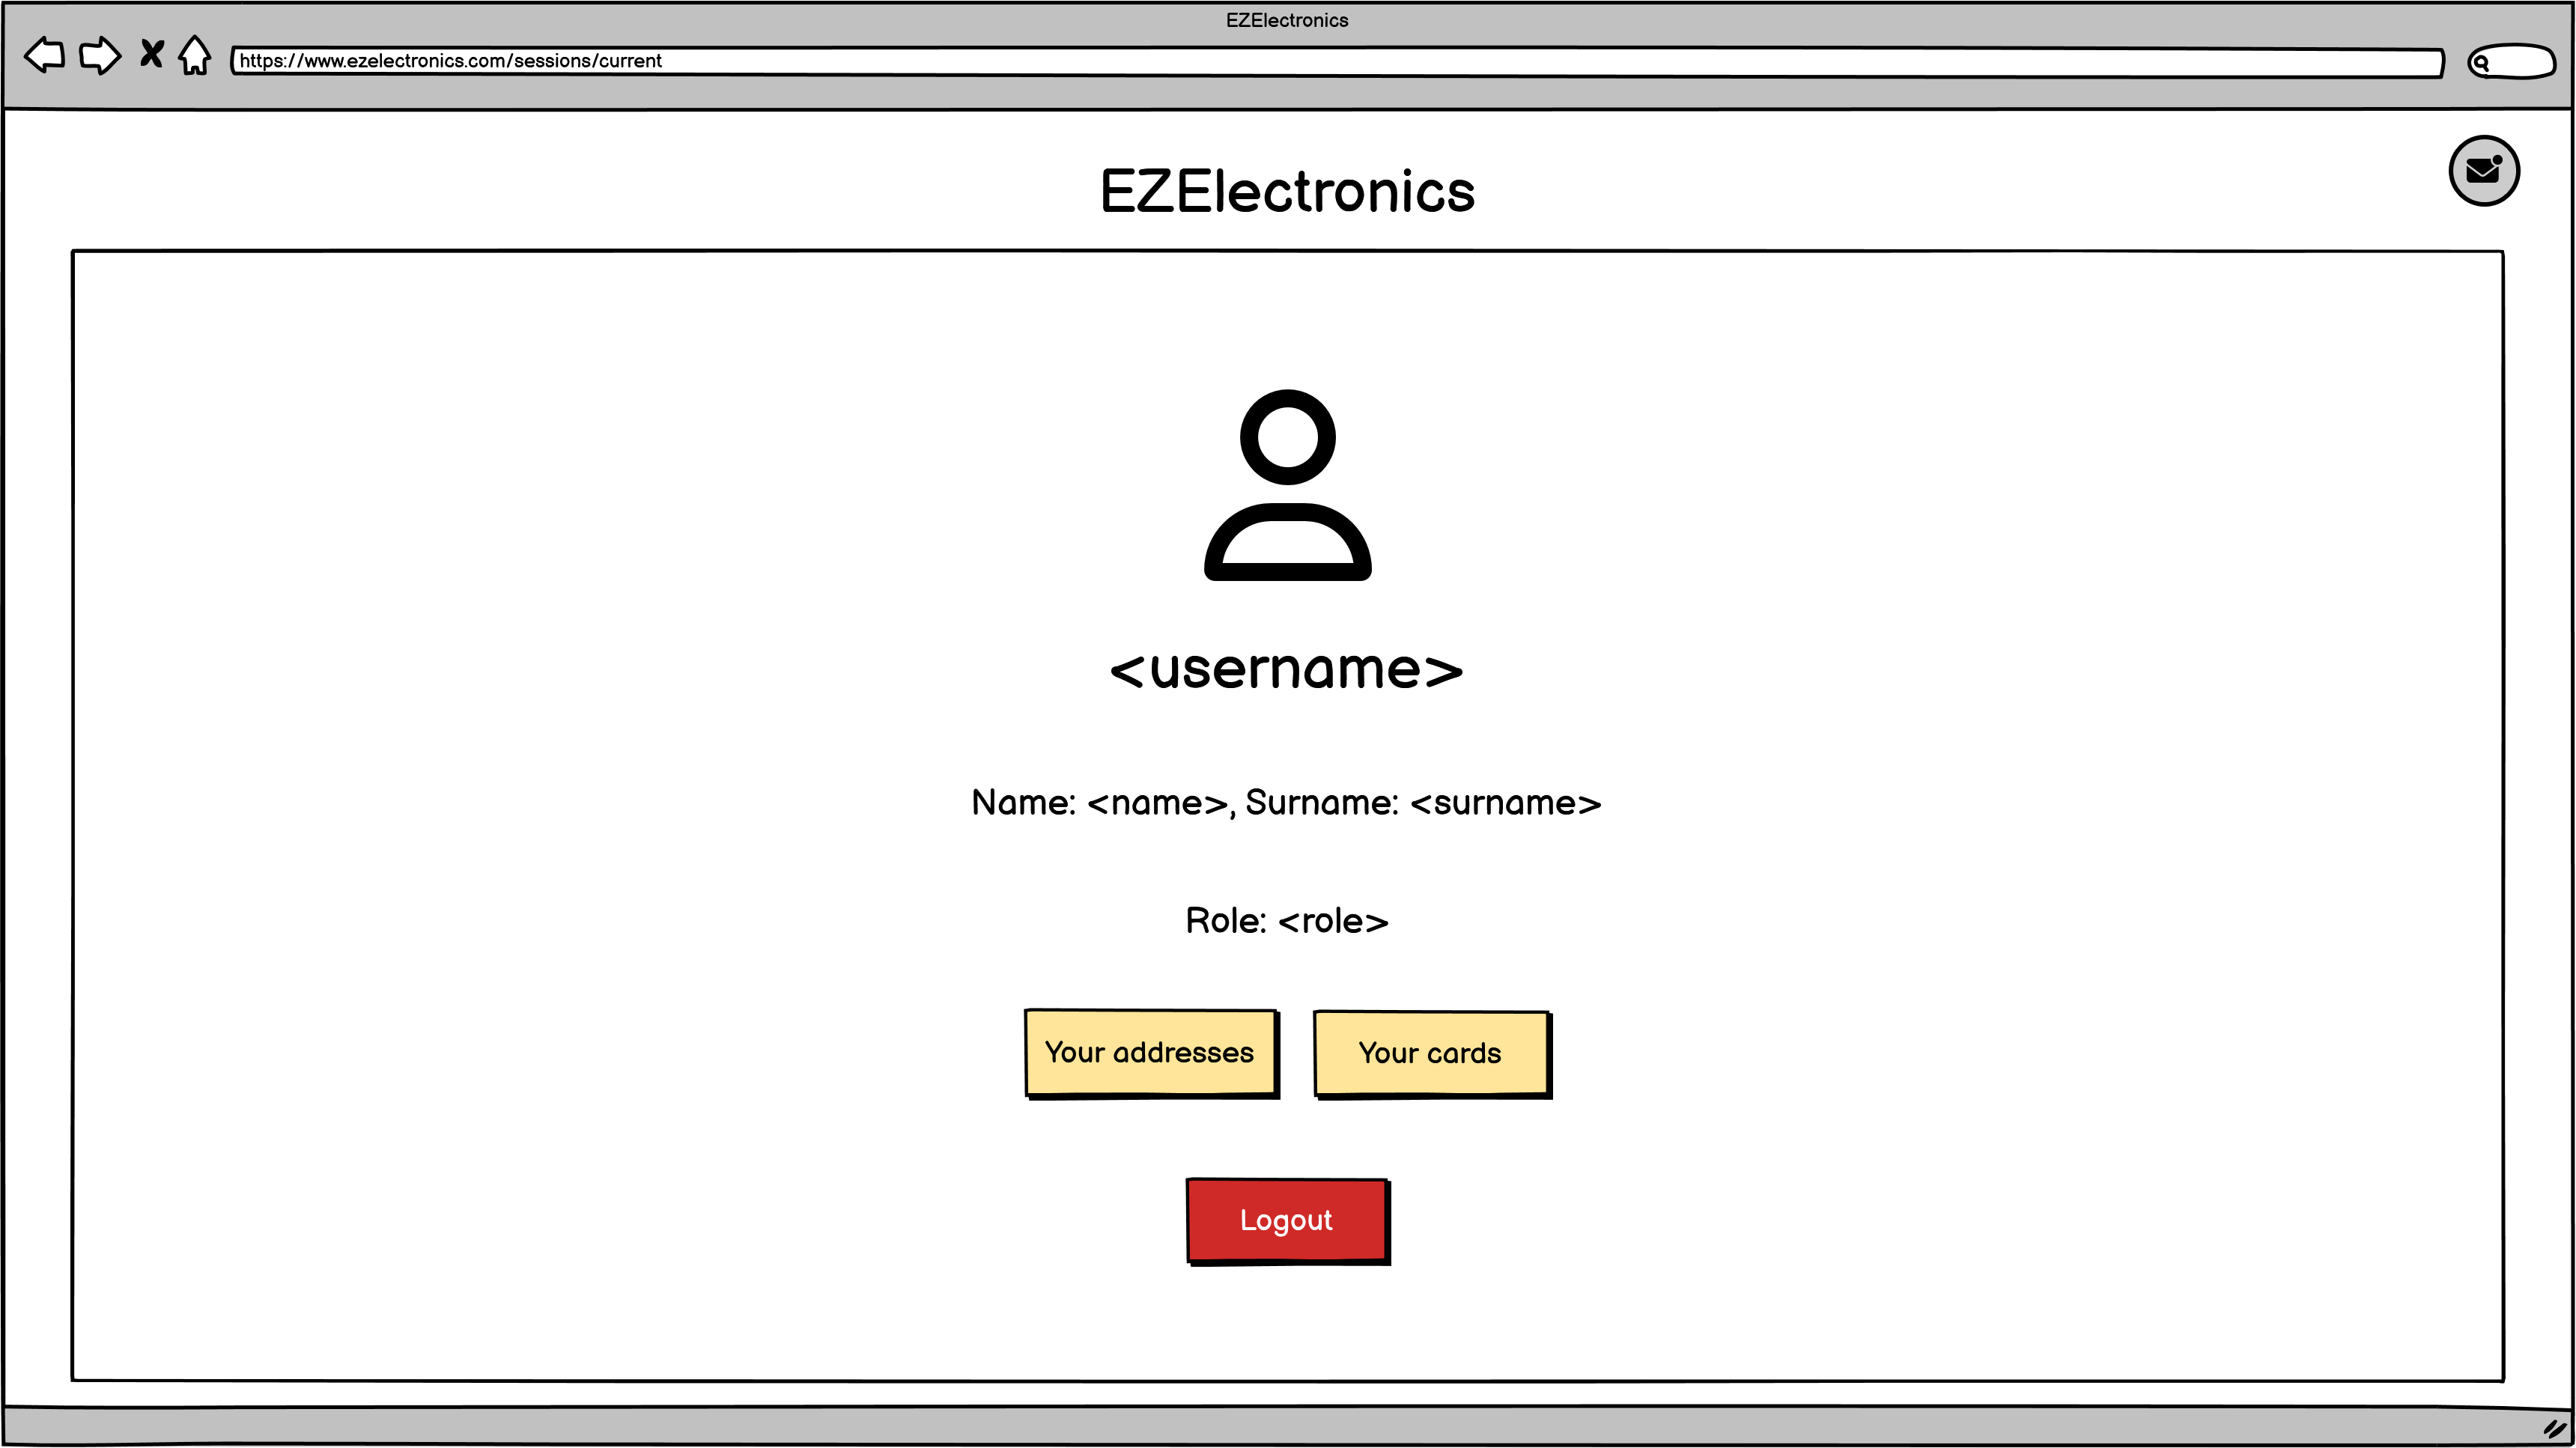 EZElectronics
https://www.ezelectronics.com/sessions/current
EZElectronics
<username>
Name: <name>, Surname: <surname>
Role: <role>
Your addresses
Your cards
Logout